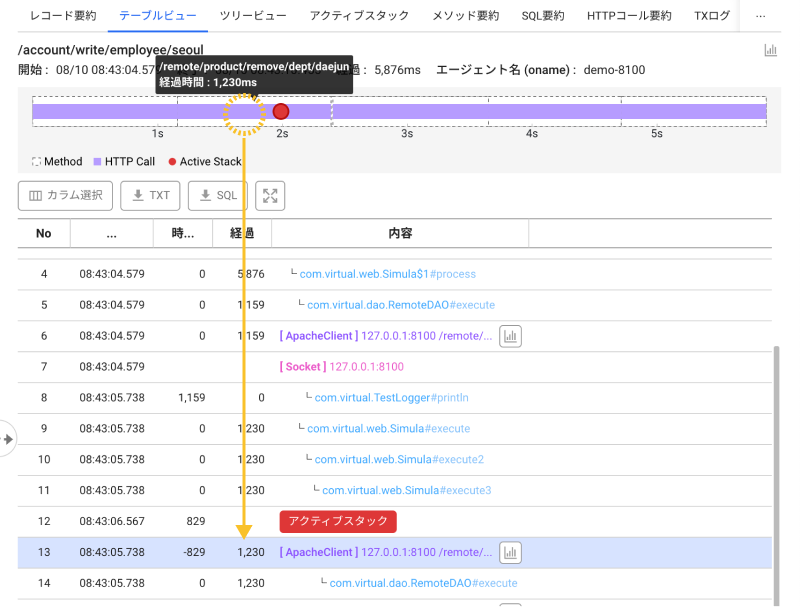 レコード要約 テーブルビュー ツリービュー アクティブスタック メソッド要約 SQL要約 HTTPコール要約 TXログ ...
/account/write/employee/seoul
/remote/product/remove/dept/daejun
開始 : 08/10 08:43:04.57 過 : 5,876ms エージェント名 (oname) : demo-8100
経過時間 : 1,230ms
1s 2s 3s 4s 5s
Method HTTP Call Active Stack
カラム選択 TXT SQL
No ... 時... 経過 内容
4 08:43:04.579 0 5,876 com.virtual.web.Simula$1#process
5 08:43:04.579 0 1,159 com.virtual.dao.RemoteDAO#execute
6 08:43:04.579 0 1,159 [ ApacheClient ] 127.0.0.1:8100 /remote/...
7 08:43:04.579 [ Socket ] 127.0.0.1:8100
8 08:43:05.738 1,159 0 com.virtual.TestLogger#println
9 08:43:05.738 0 1,230 com.virtual.web.Simula#execute
10 08:43:05.738 0 1,230 com.virtual.web.Simula#execute2
11 08:43:05.738 0 1,230 com.virtual.web.Simula#execute3
12 08:43:06.567 829 アクティブスタック
13 08:43:05.738 -829 1,230 [ ApacheClient ] 127.0.0.1:8100 /remote/...
14 08:43:05.738 0 1,230 com.virtual.dao.RemoteDAO#execute